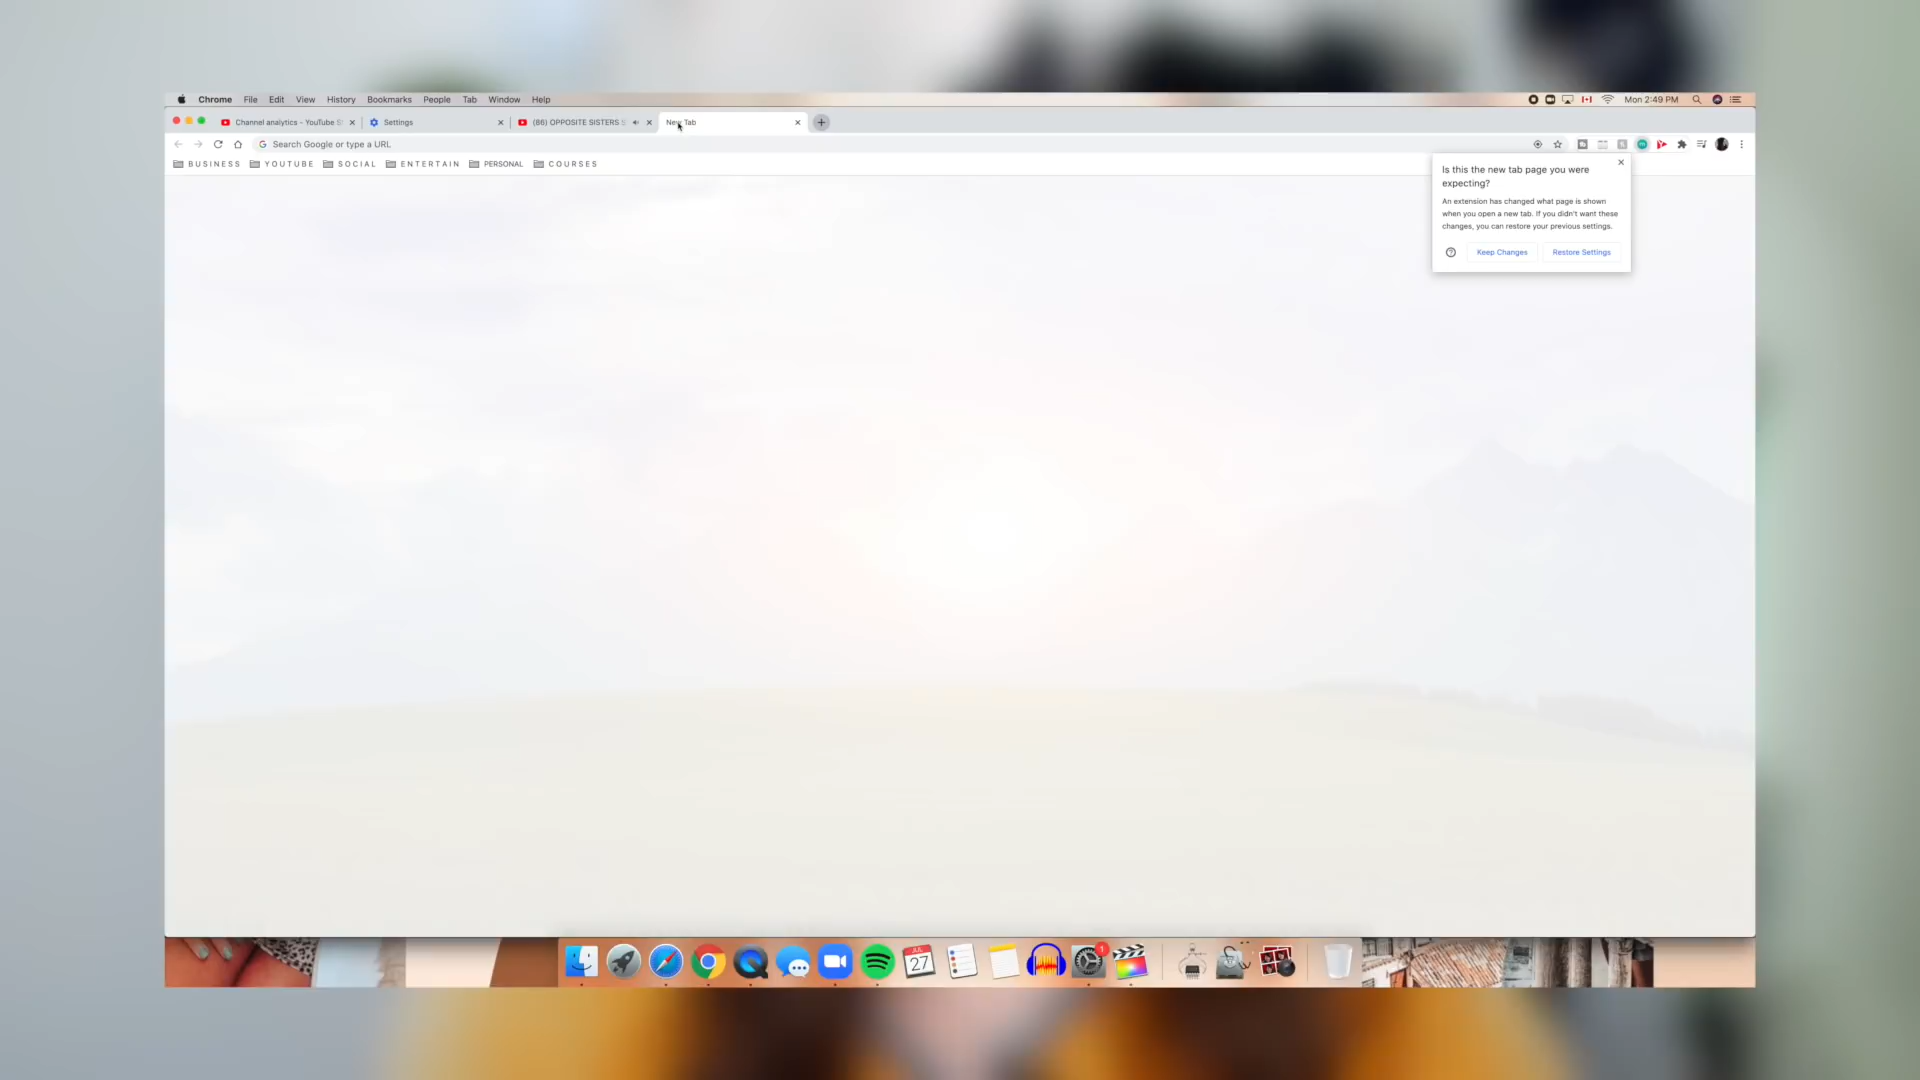 Chrome File Edit View History Bookmarks People Tab Window Help Mon 2:49 PM
Channel analytics - YouTube S Settings (86) OPPOSITE SISTERS S New Tab
Search Google or type a URL
BUSINESS YOUTUBE SOCIAL ENTERTAIN PERSONAL COURSES
Is this the new tab page you were
expecting?
An extension has changed what page is shown
when you open a new tab. If you didn't want these
changes, you can restore your previous settings.
Keep Changes Restore Settings
27
1